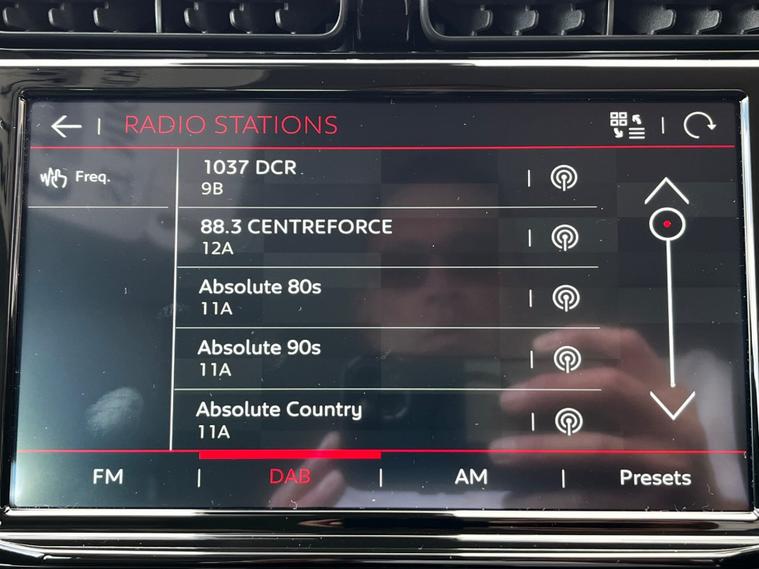 RADIO STATIONS
Freq.
1037 DCR
9B
88.3 CENTREFORCE
12A
Absolute 80s
11A
Absolute 90s
11A
Absolute Country
11A
FM DAB AM Presets